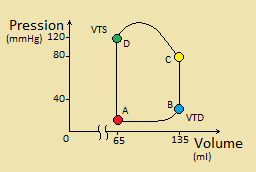 Pression
(mmHg)
120
VTS
D
80
C
40
A
B
VTD
0
65
135
Volume
(ml)